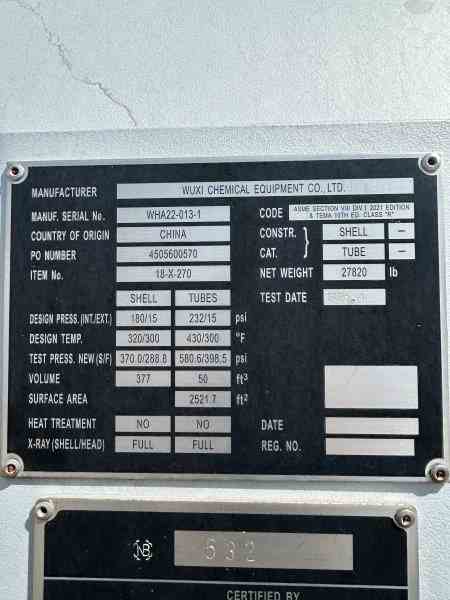 MANUFACTURER WUXI CHEMICAL EQUIPMENT CO., LTD.
MANUF. SERIAL No. WHA22-013-1 CODE ASME SECTION VIII DIV.1 2021 EDITION & TEMA 10TH ED. CLASS "R"
COUNTRY OF ORIGIN CHINA CONSTR. SHELL –
PO NUMBER 4505600570 CAT. TUBE –
ITEM No. 18-X-270 NET WEIGHT 27820 lb
SHELL TUBES TEST DATE
DESIGN PRESS.(INT./EXT.) 180/15 232/15 psi
DESIGN TEMP. 320/300 430/300 °F
TEST PRESS. NEW (S/F) 370.0/288.8 580.6/398.5 psi
VOLUME 377 50 ft³
SURFACE AREA 2521.7 ft²
HEAT TREATMENT NO NO DATE
X-RAY (SHELL/HEAD) FULL FULL REG. NO.
NB 532
CERTIFIED BY